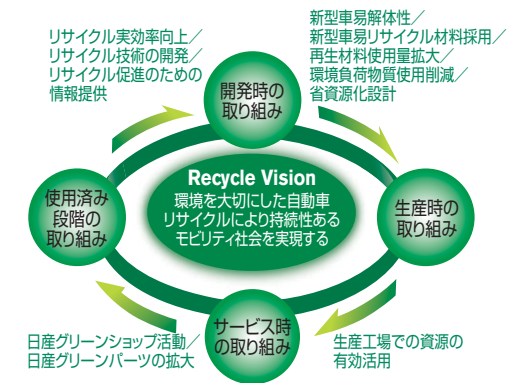 リサイクル実効率向上／
リサイクル技術の開発／
リサイクル促進のための
情報提供
新型車易解体性／
新型車易リサイクル材料採用／
再生材料使用量拡大／
環境負荷物質使用削減／
省資源化設計
開発時の
取り組み
Recycle Vision
環境を大切にした自動車
リサイクルにより持続性ある
モビリティ社会を実現する
使用済み
段階の
取り組み
生産時の
取り組み
サービス時
の取り組み
日産グリーンショップ活動／
日産グリーンパーツの拡大
生産工場での資源の
有効活用